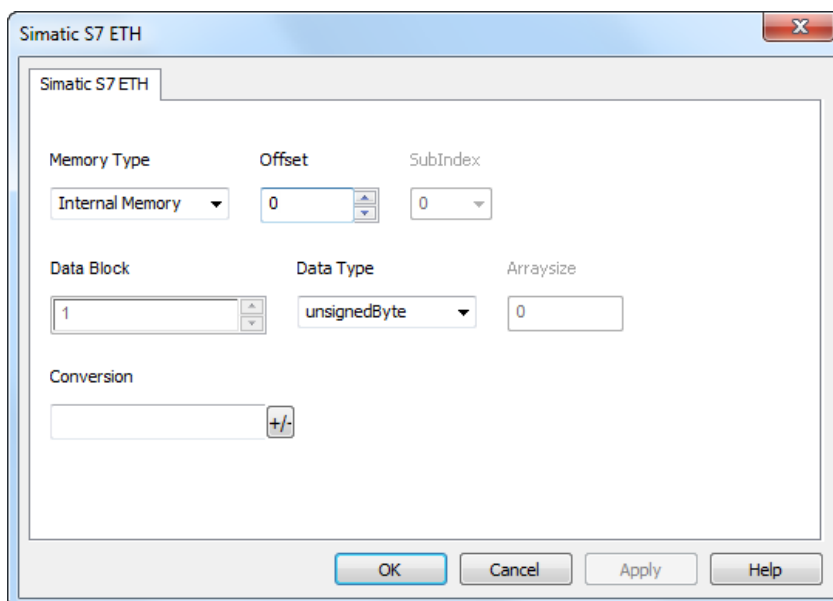 Simatic S7 ETH
Simatic S7 ETH
Memory Type Offset SubIndex
Internal Memory 0 0
Data Block Data Type Arraysize
1 unsignedByte 0
Conversion
+/-
OK Cancel Apply Help